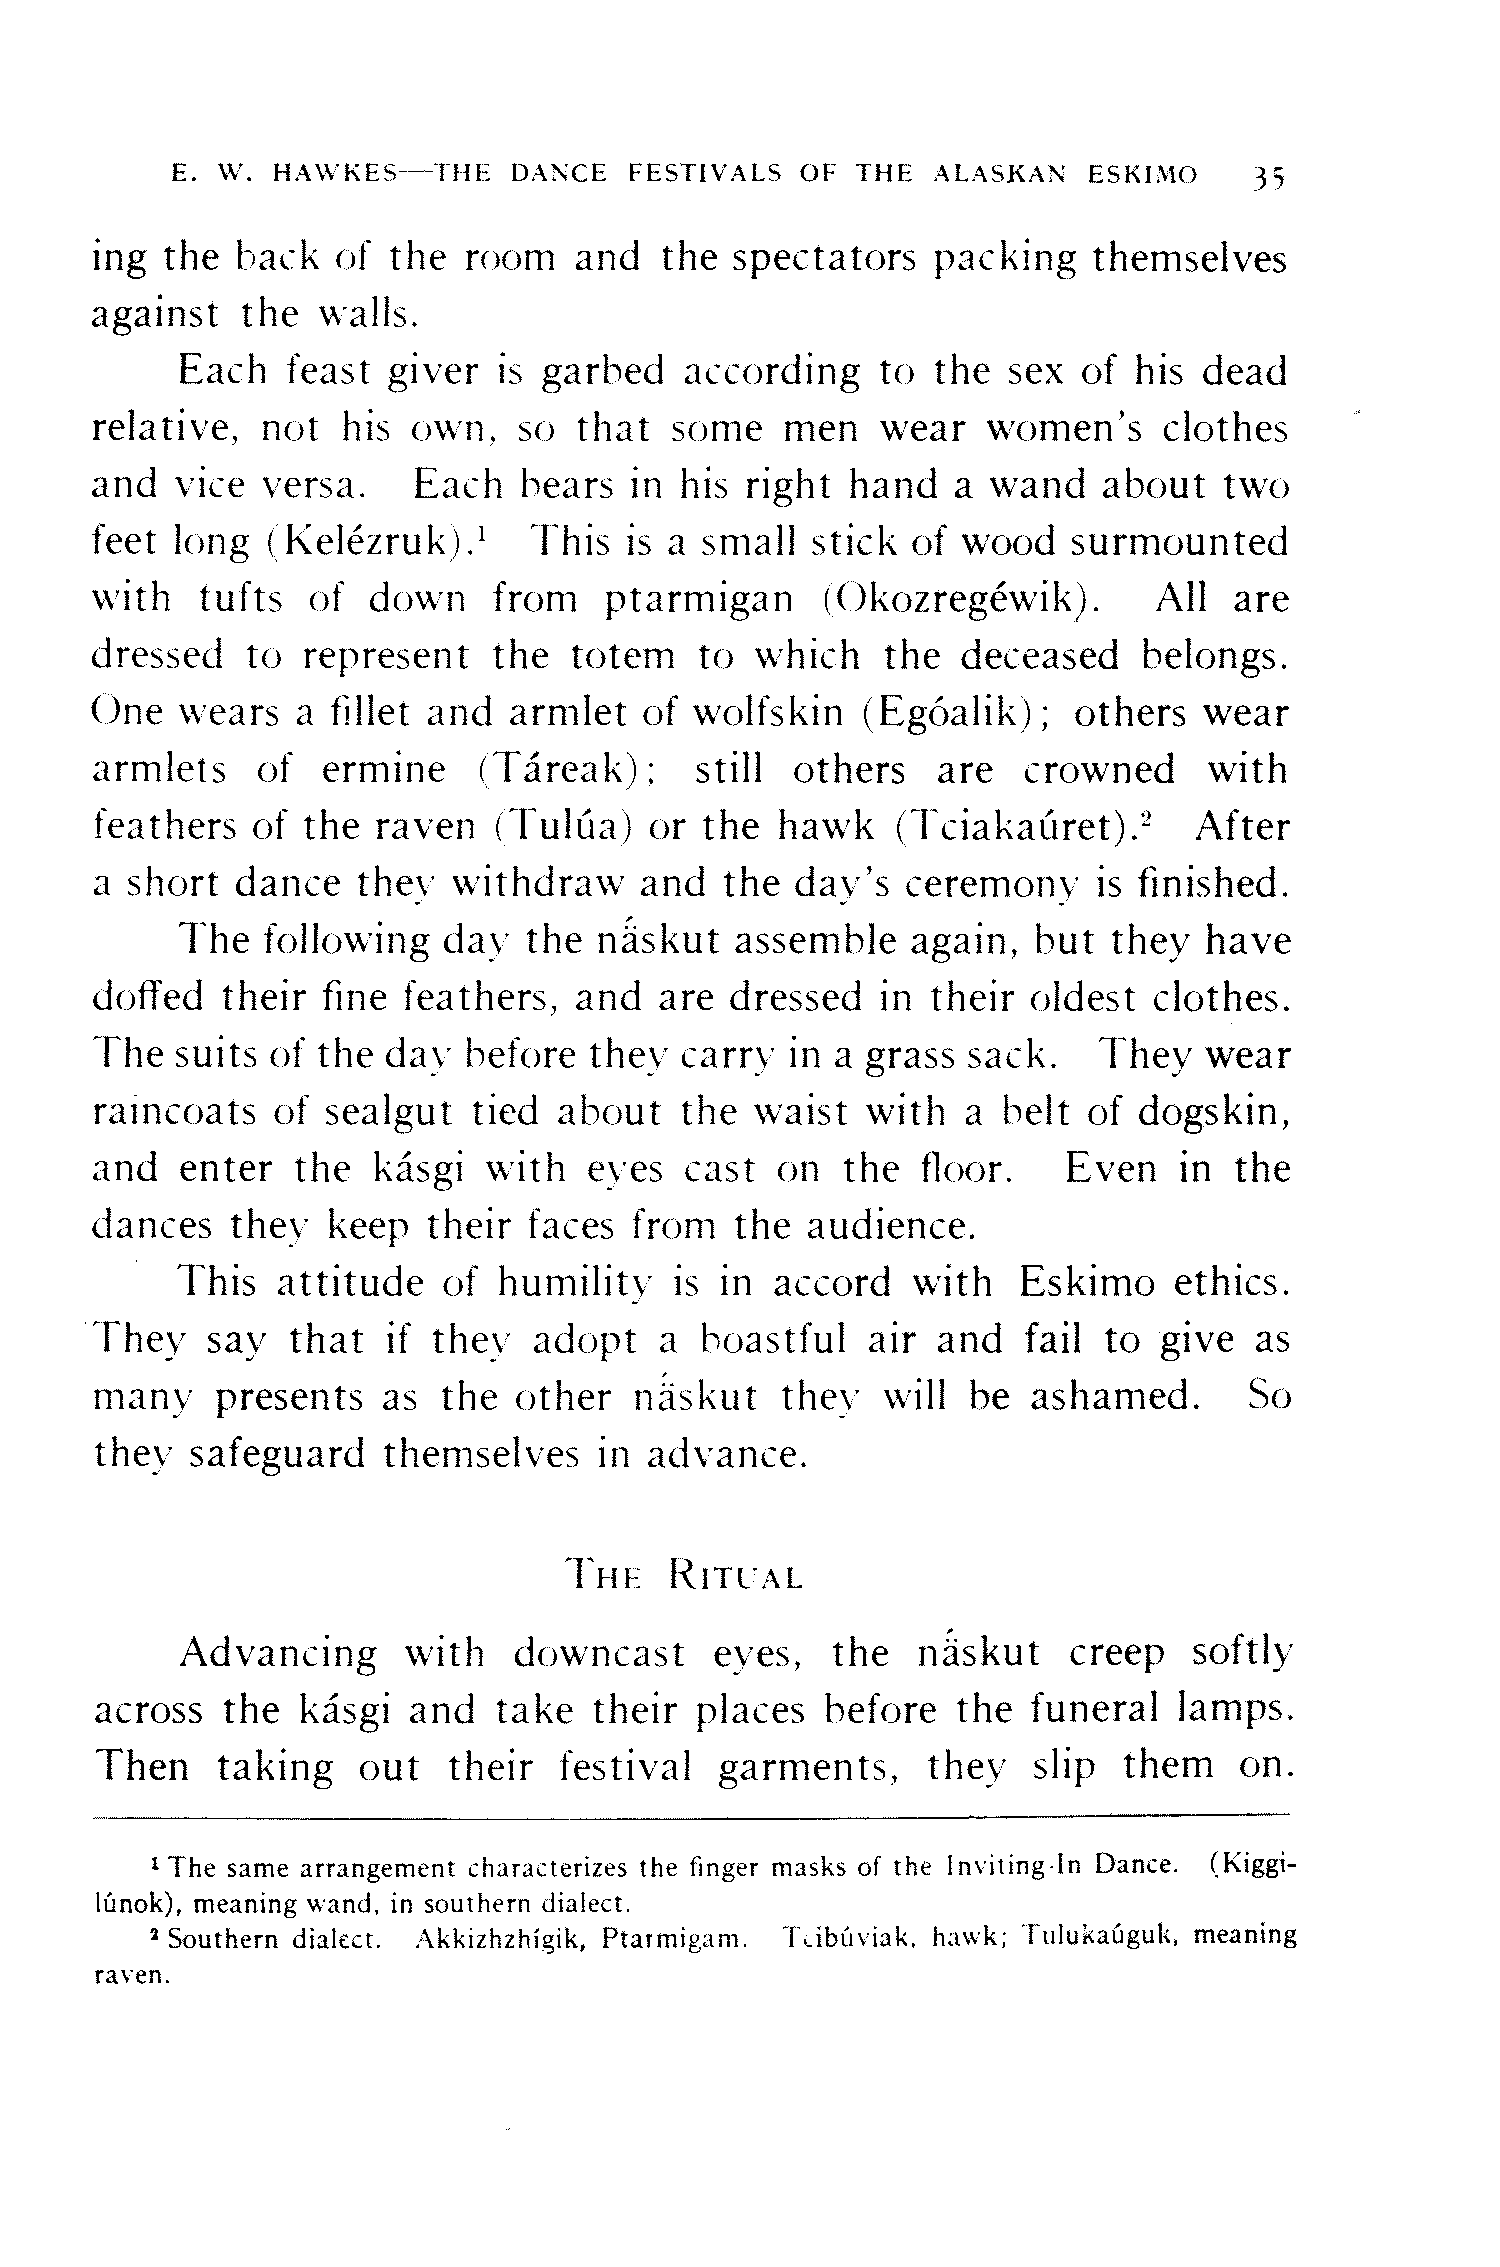 E. W. HAWKES—THE DANCE FESTIVALS OF THE ALASKAN ESKIMO 35
ing the back of the room and the spectators packing themselves
against the walls.
Each feast giver is garbed according to the sex of his dead
relative, not his own, so that some men wear women's clothes
and vice versa. Each bears in his right hand a wand about two
feet long (Kelézruk).¹ This is a small stick of wood surmounted
with tufts of down from ptarmigan (Okozregéwik). All are
dressed to represent the totem to which the deceased belongs.
One wears a fillet and armlet of wolfskin (Egóalik); others wear
armlets of ermine (Táreak); still others are crowned with
feathers of the raven (Tulúa) or the hawk (Tciakaúret).² After
a short dance they withdraw and the day's ceremony is finished.
The following day the nä́skut assemble again, but they have
doffed their fine feathers, and are dressed in their oldest clothes.
The suits of the day before they carry in a grass sack. They wear
raincoats of sealgut tied about the waist with a belt of dogskin,
and enter the kásgi with eyes cast on the floor. Even in the
dances they keep their faces from the audience.
This attitude of humility is in accord with Eskimo ethics.
They say that if they adopt a boastful air and fail to give as
many presents as the other nä́skut they will be ashamed. So
they safeguard themselves in advance.
THE RITUAL
Advancing with downcast eyes, the nä́skut creep softly
across the kásgi and take their places before the funeral lamps.
Then taking out their festival garments, they slip them on.
¹ The same arrangement characterizes the finger masks of the Inviting-In Dance. (Kiggi-
lúnok), meaning wand, in southern dialect.
² Southern dialect. Akkizhzhígik, Ptarmigam. Tcibúviak, hawk; Tulukaúguk, meaning
raven.